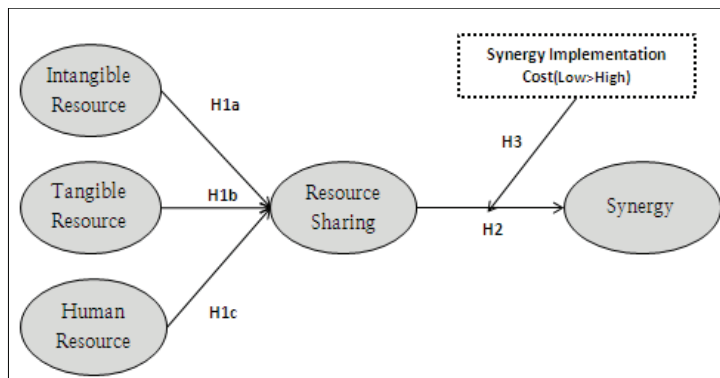 Intangible
Resource
H1a
Synergy Implementation
Cost(Low>High)
H3
Tangible
Resource
H1b
Resource
Sharing
H2
Synergy
Human
Resource
H1c